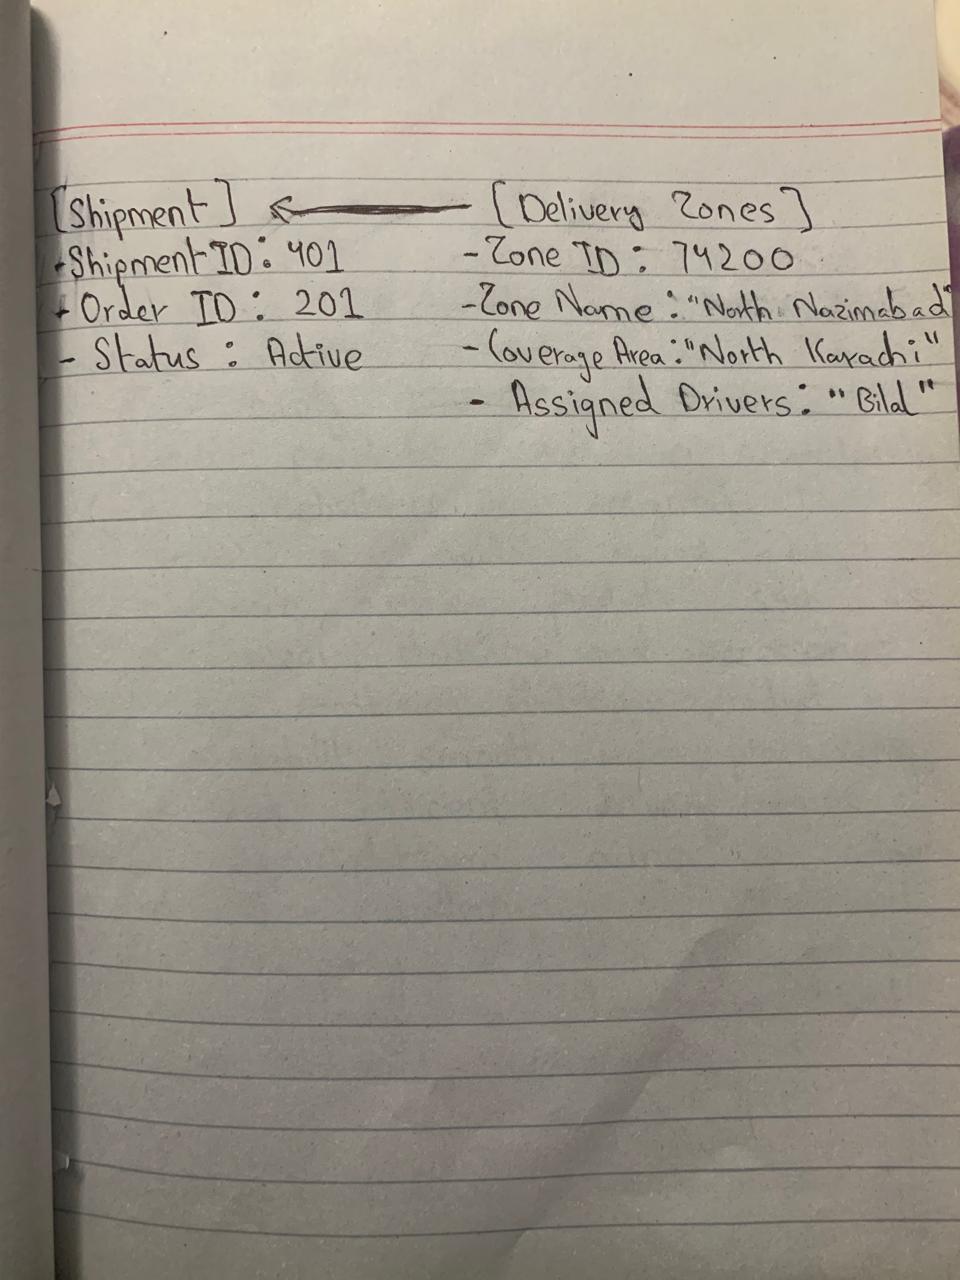 [Shipment] ← [Delivery Zones]
- Shipment ID: 401 - Zone ID: 74200
- Order ID: 201 - Zone Name: "North Nazimabad"
- Status: Active - Coverage Area: "North Karachi"
- Assigned Drivers: "Bilal"